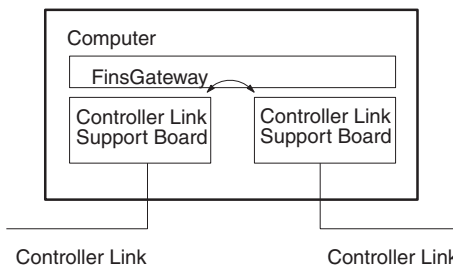 Computer
FinsGateway
Controller Link
Support Board
Controller Link
Support Board
Controller Link
Controller Link